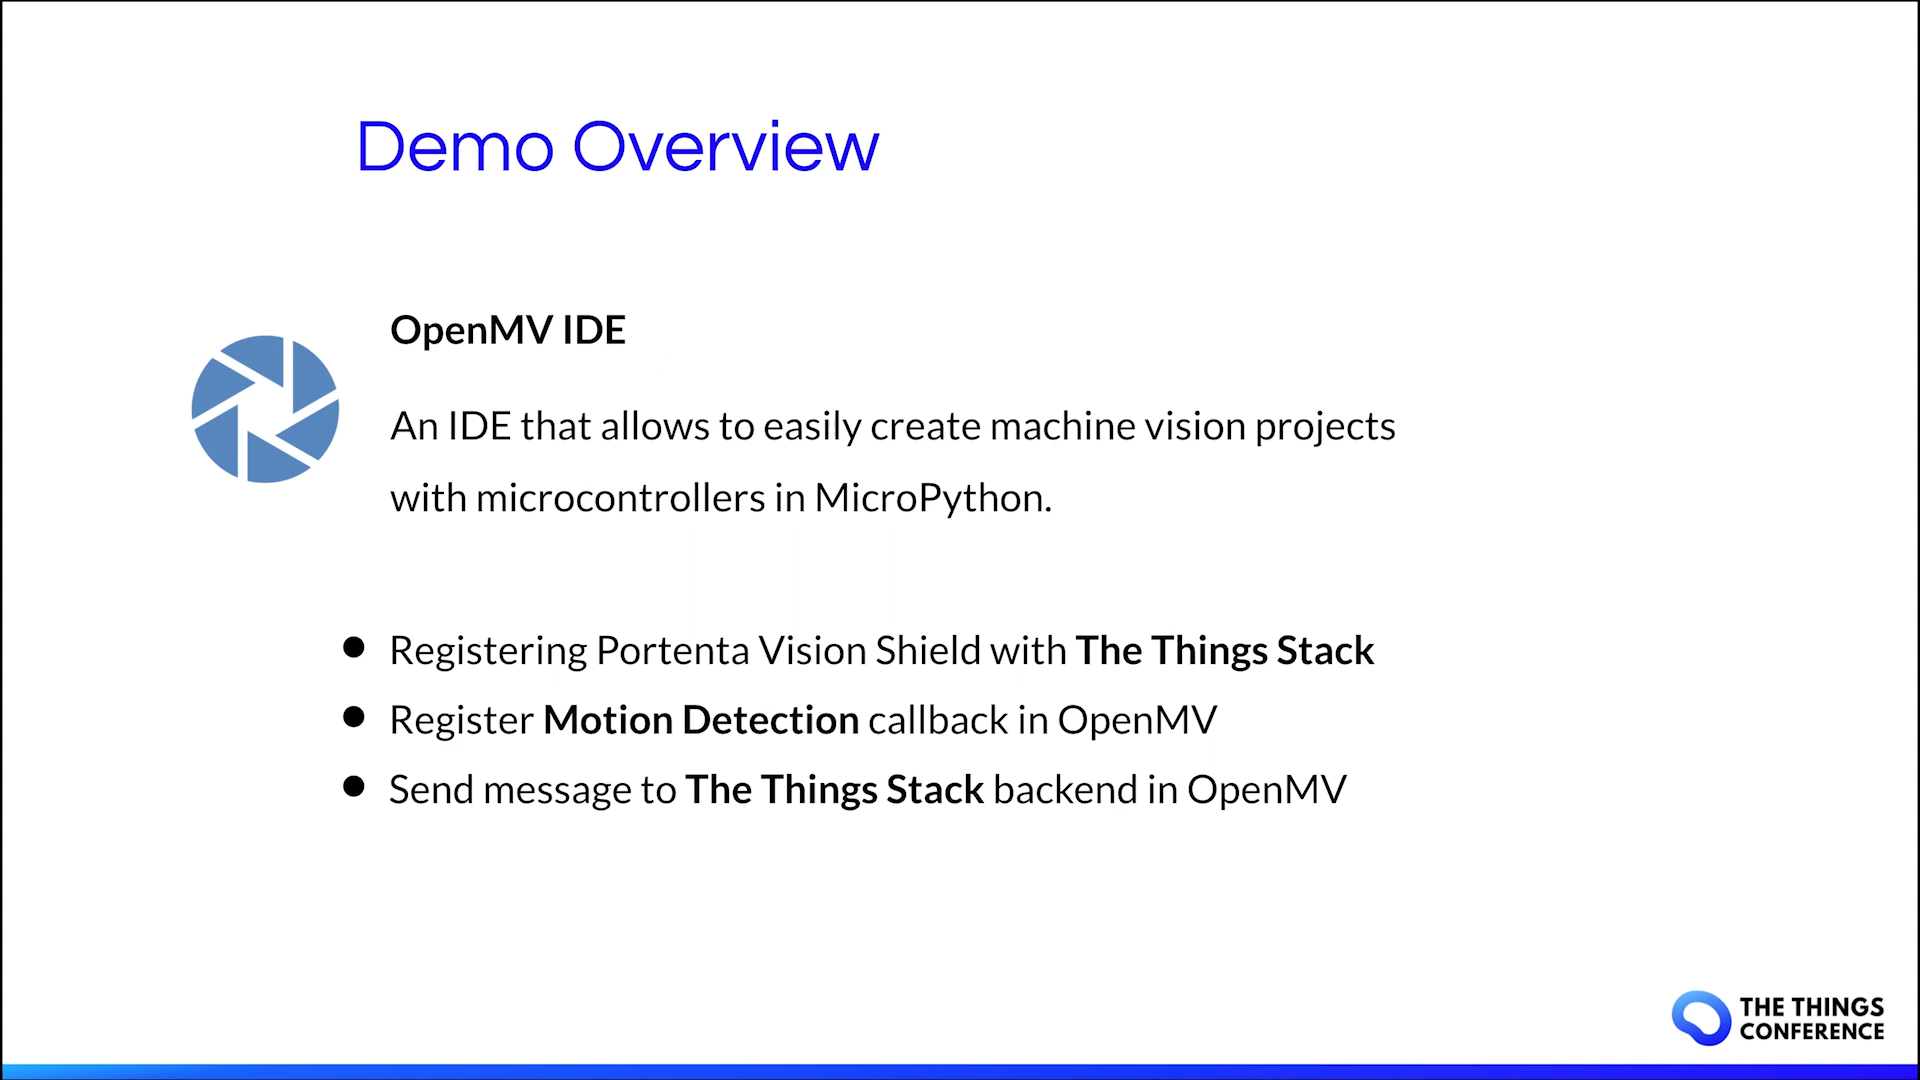 Demo Overview
OpenMV IDE
An IDE that allows to easily create machine vision projects
with microcontrollers in MicroPython.
● Registering Portenta Vision Shield with The Things Stack
● Register Motion Detection callback in OpenMV
● Send message to The Things Stack backend in OpenMV
THE THINGS
CONFERENCE